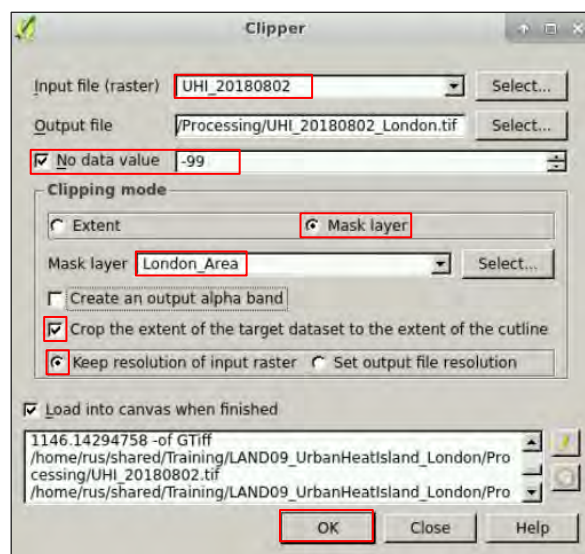 Clipper
Input file (raster) UHI_20180802 Select...
Output file /Processing/UHI_20180802_London.tif Select...
No data value -99
Clipping mode
Extent Mask layer
Mask layer London_Area Select...
Create an output alpha band
Crop the extent of the target dataset to the extent of the cutline
Keep resolution of input raster Set output file resolution
Load into canvas when finished
1146.14294758 -of GTiff
/home/rus/shared/Training/LAND09_UrbanHeatIsland_London/Pro
cessing/UHI_20180802.tif
/home/rus/shared/Training/LAND09_UrbanHeatIsland_London/Pro
OK Close Help